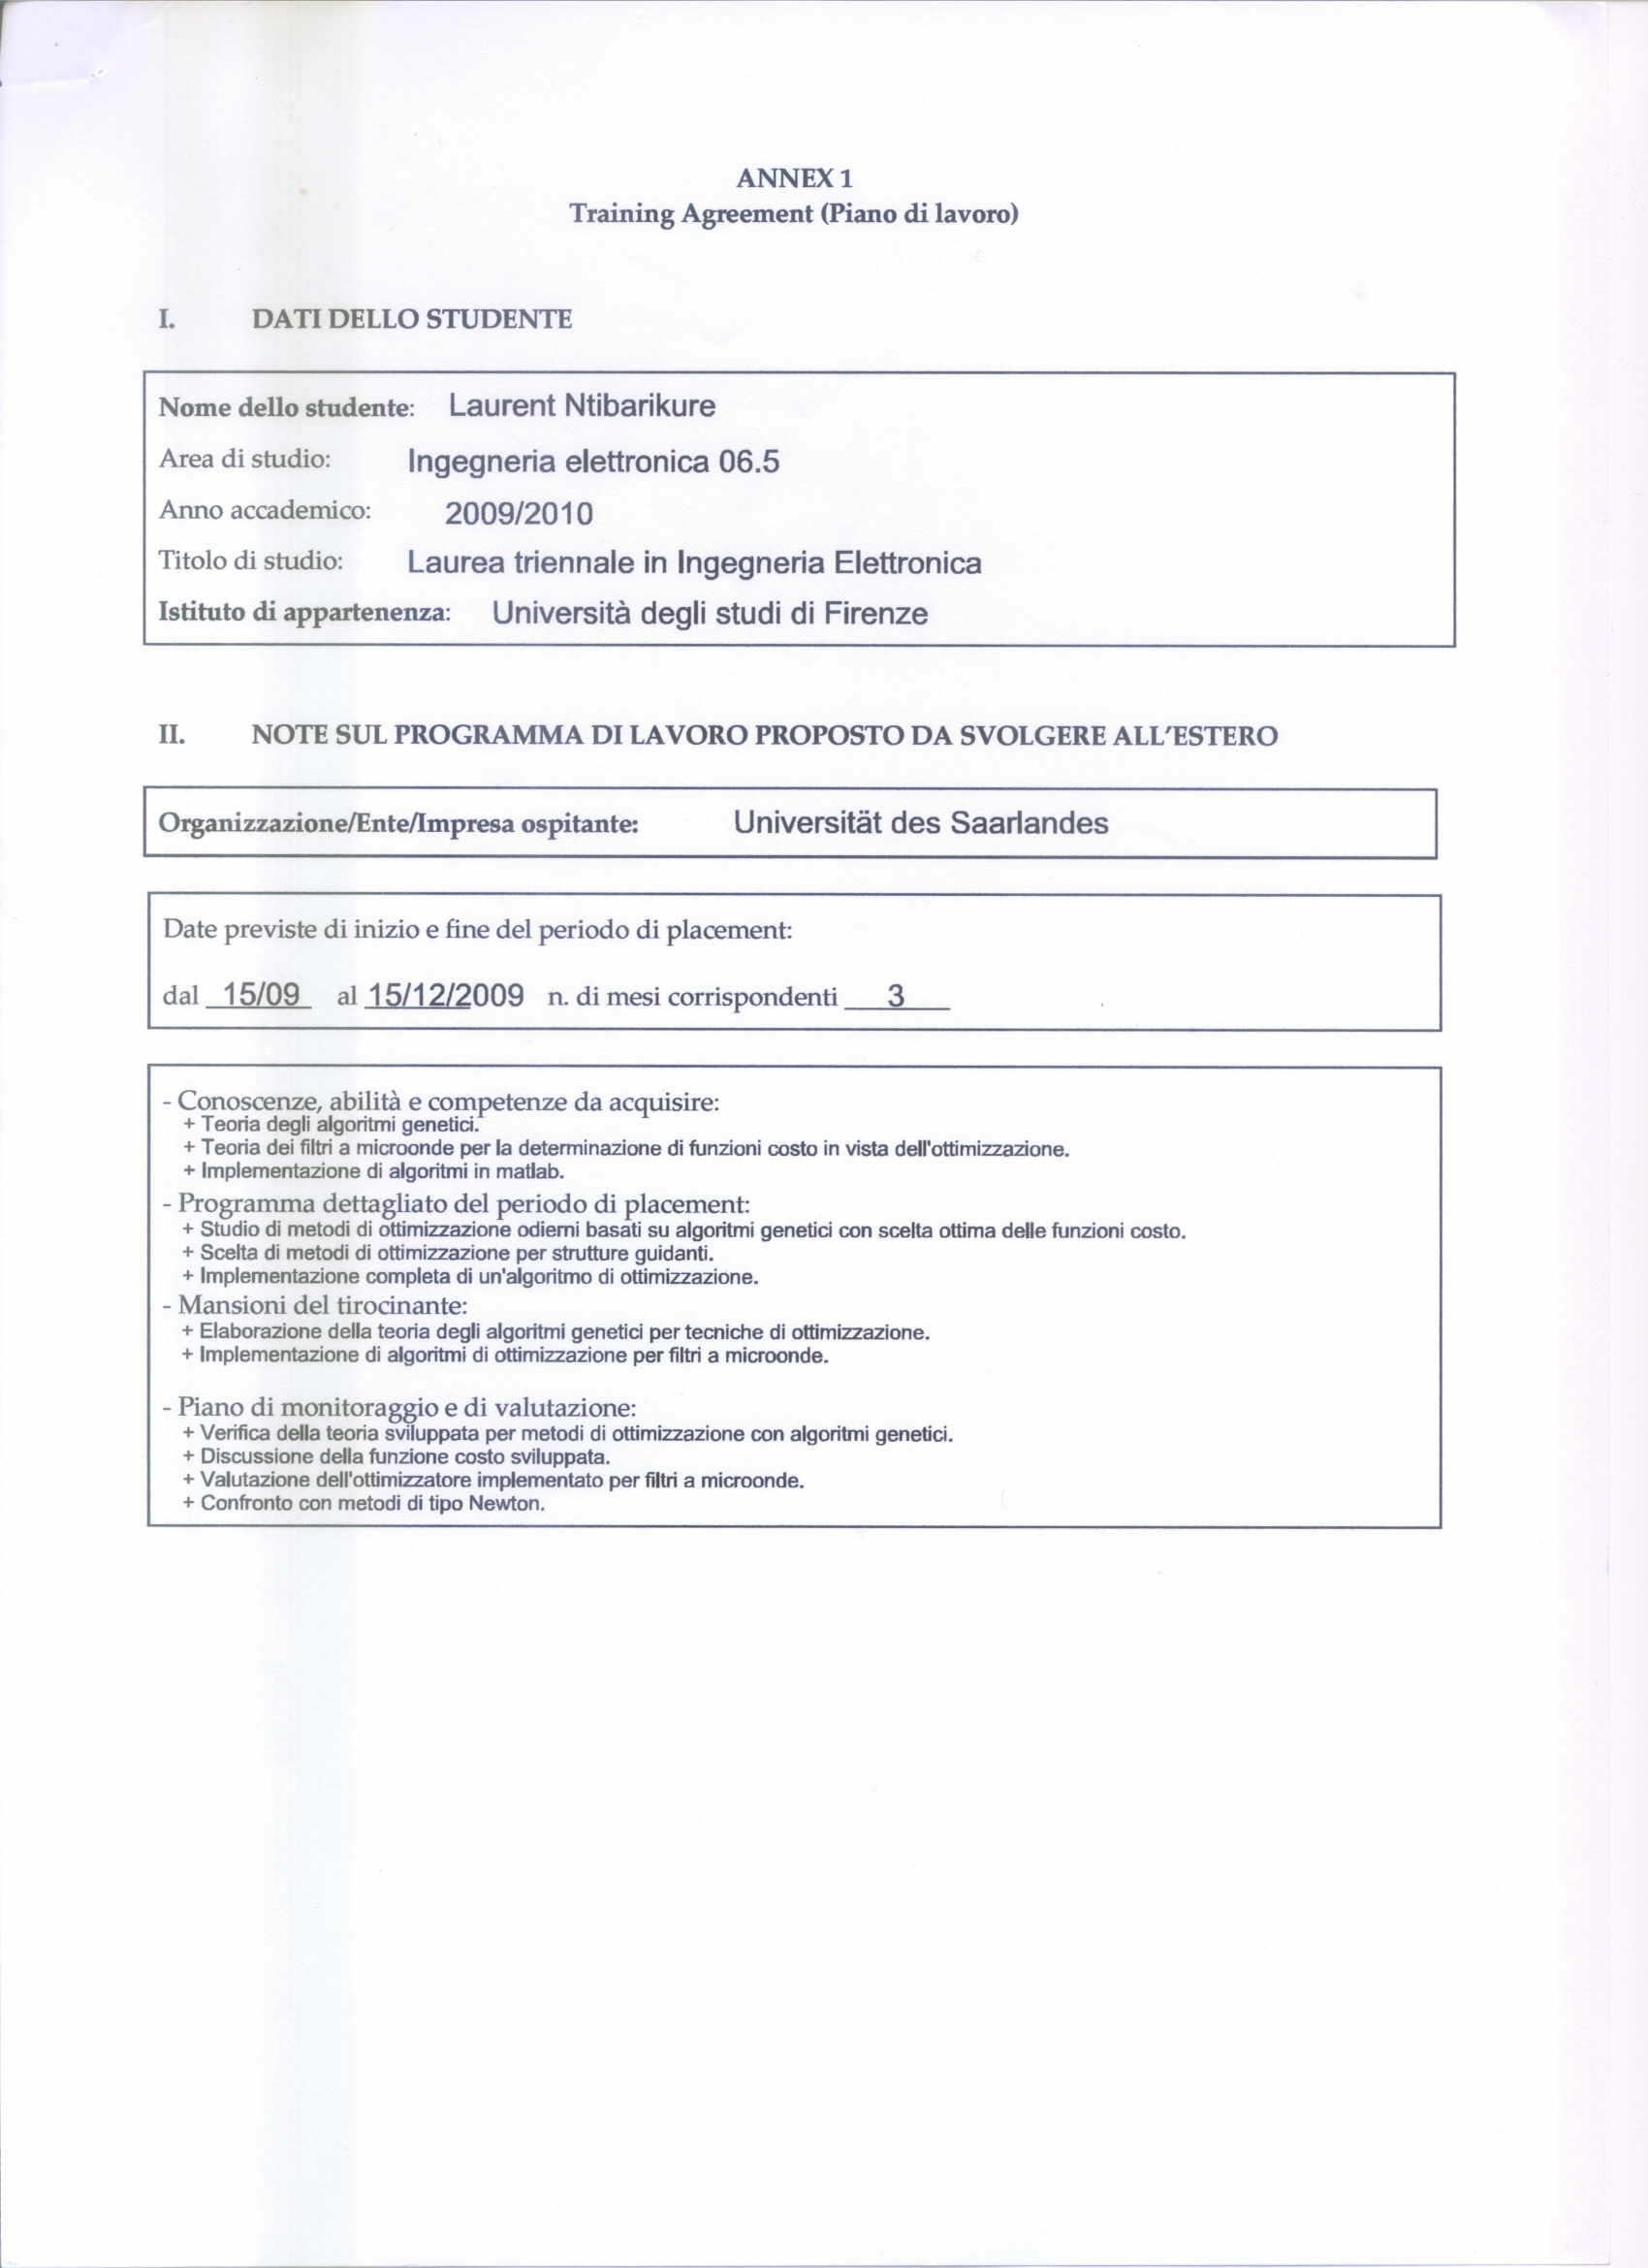 ANNEX 1
Training Agreement (Piano di lavoro)
I. DATI DELLO STUDENTE
Nome dello studente: Laurent Ntibarikure
Area di studio: Ingegneria elettronica 06.5
Anno accademico: 2009/2010
Titolo di studio: Laurea triennale in Ingegneria Elettronica
Istituto di appartenenza: Università degli studi di Firenze
II. NOTE SUL PROGRAMMA DI LAVORO PROPOSTO DA SVOLGERE ALL'ESTERO
Organizzazione/Ente/Impresa ospitante: Universität des Saarlandes
Date previste di inizio e fine del periodo di placement:
dal 15/09 al 15/12/2009 n. di mesi corrispondenti 3
- Conoscenze, abilità e competenze da acquisire:
+ Teoria degli algoritmi genetici.
+ Teoria dei filtri a microonde per la determinazione di funzioni costo in vista dell'ottimizzazione.
+ Implementazione di algoritmi in matlab.
- Programma dettagliato del periodo di placement:
+ Studio di metodi di ottimizzazione odierni basati su algoritmi genetici con scelta ottima delle funzioni costo.
+ Scelta di metodi di ottimizzazione per strutture guidanti.
+ Implementazione completa di un'algoritmo di ottimizzazione.
- Mansioni del tirocinante:
+ Elaborazione della teoria degli algoritmi genetici per tecniche di ottimizzazione.
+ Implementazione di algoritmi di ottimizzazione per filtri a microonde.
- Piano di monitoraggio e di valutazione:
+ Verifica della teoria sviluppata per metodi di ottimizzazione con algoritmi genetici.
+ Discussione della funzione costo sviluppata.
+ Valutazione dell'ottimizzatore implementato per filtri a microonde.
+ Confronto con metodi di tipo Newton.